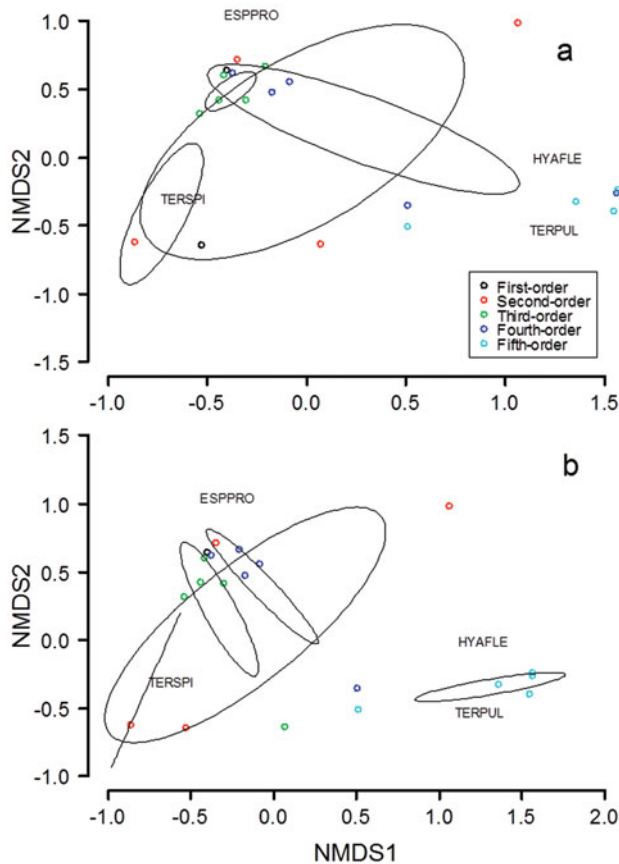 1.0
ESPPRO
a
0.5
NMDS2
0.0
HYAFLE
TERSPI
-0.5
TERPUL
-1.0
First-order
Second-order
Third-order
Fourth-order
Fifth-order
-1.5
-1.0 -0.5 0.0 0.5 1.0 1.5
1.5
b
1.0
ESPPRO
0.5
NMDS2
0.0
HYAFLE
TERSPI
-0.5
TERPUL
-1.0
-1.0 -0.5 0.0 0.5 1.0 1.5 2.0
NMDS1